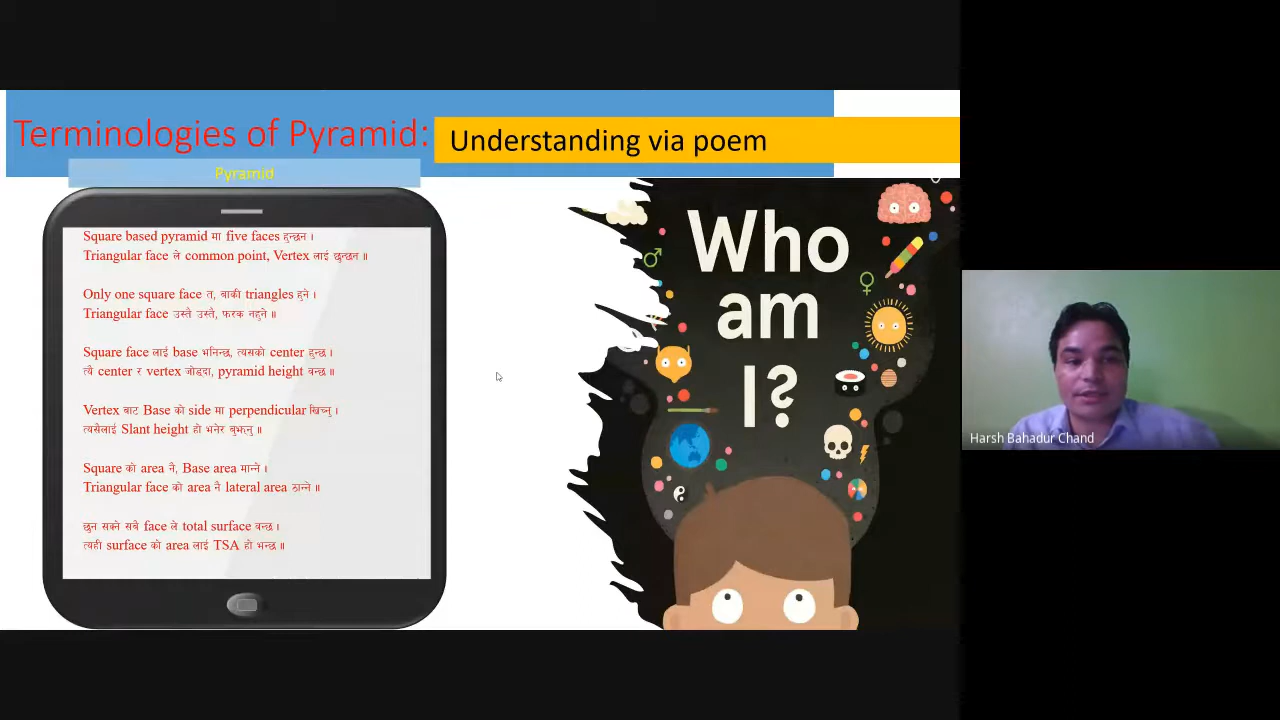 Terminologies of Pyramid:
Understanding via poem
Pyramid
Square based pyramid मा five faces हुन्छन ।
Triangular face ले common point, Vertex लाई छुन्छन ॥
Only one square face त, बाकी triangles हुने ।
Triangular face उस्तै उस्तै, फरक नहुने ॥
Square face लाई base भनिन्छ, त्यसको center हुन्छ ।
त्यै center र vertex जोड्दा, pyramid height बन्छ ॥
Vertex बाट Base को side मा perpendicular खिच्नु ।
त्यसैलाई Slant height हो भनेर बुझ्नु ॥
Square को area नै, Base area मान्ने ।
Triangular face को area नै lateral area ठान्ने ॥
छुन सक्ने सबै face ले total surface बन्छ ।
त्यही surface को area लाई TSA हो भन्छ ॥
Who
am
I?
Harsh Bahadur Chand